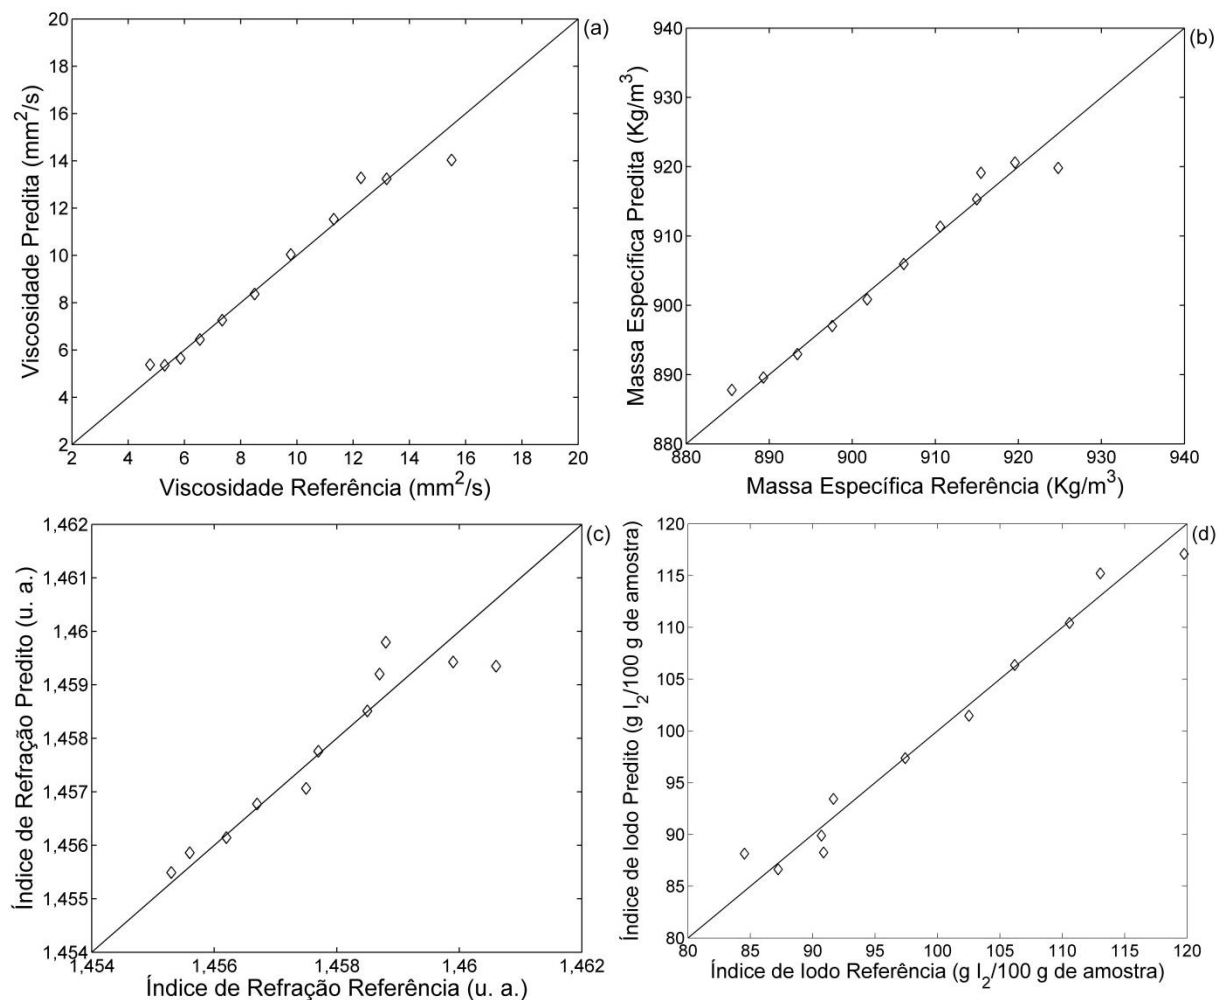 20
18
16
14
12
10
8
6
4
2
Viscosidade Predita (mm²/s)
2 4 6 8 10 12 14 16 18 20
Viscosidade Referência (mm²/s)
(a)
940
930
920
910
900
890
880
Massa Específica Predita (Kg/m³)
880 890 900 910 920 930 940
Massa Específica Referência (Kg/m³)
(b)
1,462
1,461
1,46
1,459
1,458
1,457
1,456
1,455
1,454
Índice de Refração Predito (u. a.)
1,454 1,456 1,458 1,46 1,462
Índice de Refração Referência (u. a.)
(c)
120
115
110
105
100
95
90
85
80
Índice de Iodo Predito (g I₂/100 g de amostra)
80 85 90 95 100 105 110 115 120
Índice de Iodo Referência (g I₂/100 g de amostra)
(d)